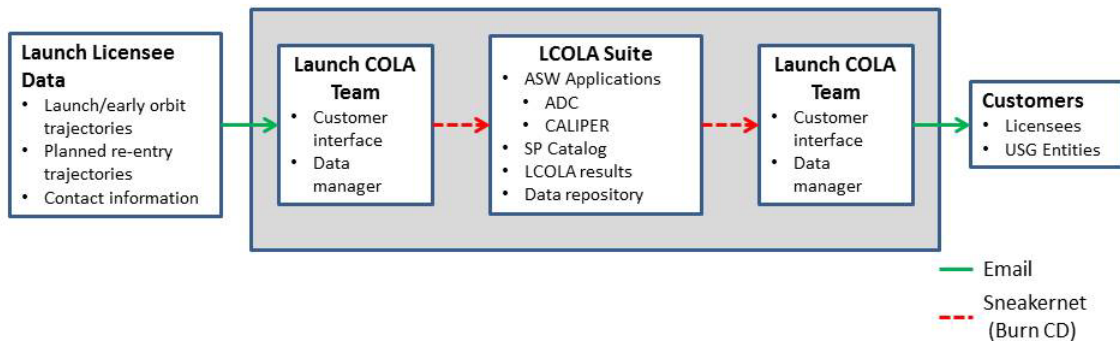 Launch Licensee
Data
• Launch/early orbit
trajectories
• Planned re-entry
trajectories
• Contact information
Launch COLA
Team
• Customer
interface
• Data
manager
LCOLA Suite
• ASW Applications
• ADC
• CALIPER
• SP Catalog
• LCOLA results
• Data repository
Launch COLA
Team
• Customer
interface
• Data
manager
Customers
• Licensees
• USG Entities
Email
Sneakernet
(Burn CD)